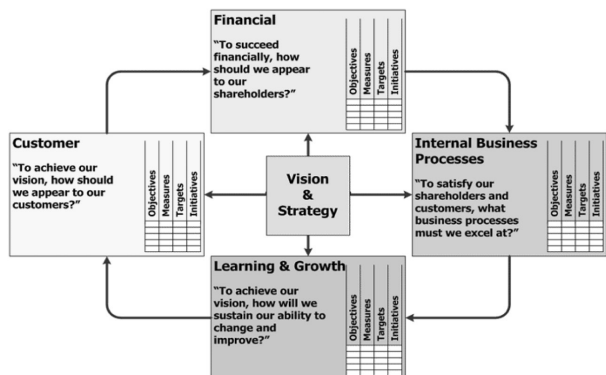 Financial
“To succeed
financially, how
should we appear
to our
shareholders?”
Objectives
Measures
Targets
Initiatives
Customer
“To achieve our
vision, how should
we appear to our
customers?”
Objectives
Measures
Targets
Initiatives
Vision
&
Strategy
Internal Business
Processes
“To satisfy our
shareholders and
customers, what
business processes
must we excel at?”
Objectives
Measures
Targets
Initiatives
Learning & Growth
“To achieve our
vision, how will we
sustain our ability to
change and
improve?”
Objectives
Measures
Targets
Initiatives